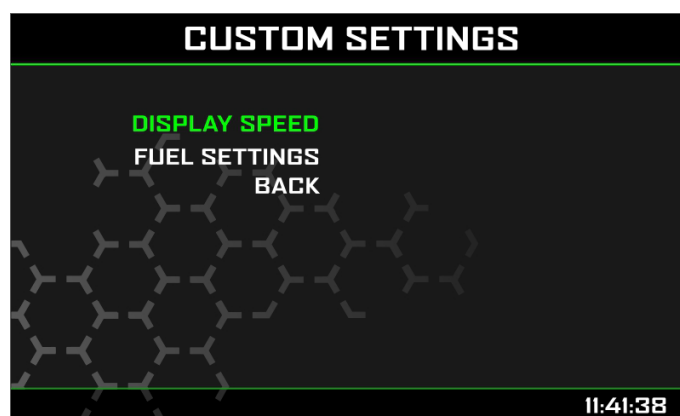 CUSTOM SETTINGS
DISPLAY SPEED
FUEL SETTINGS
BACK
11:41:38